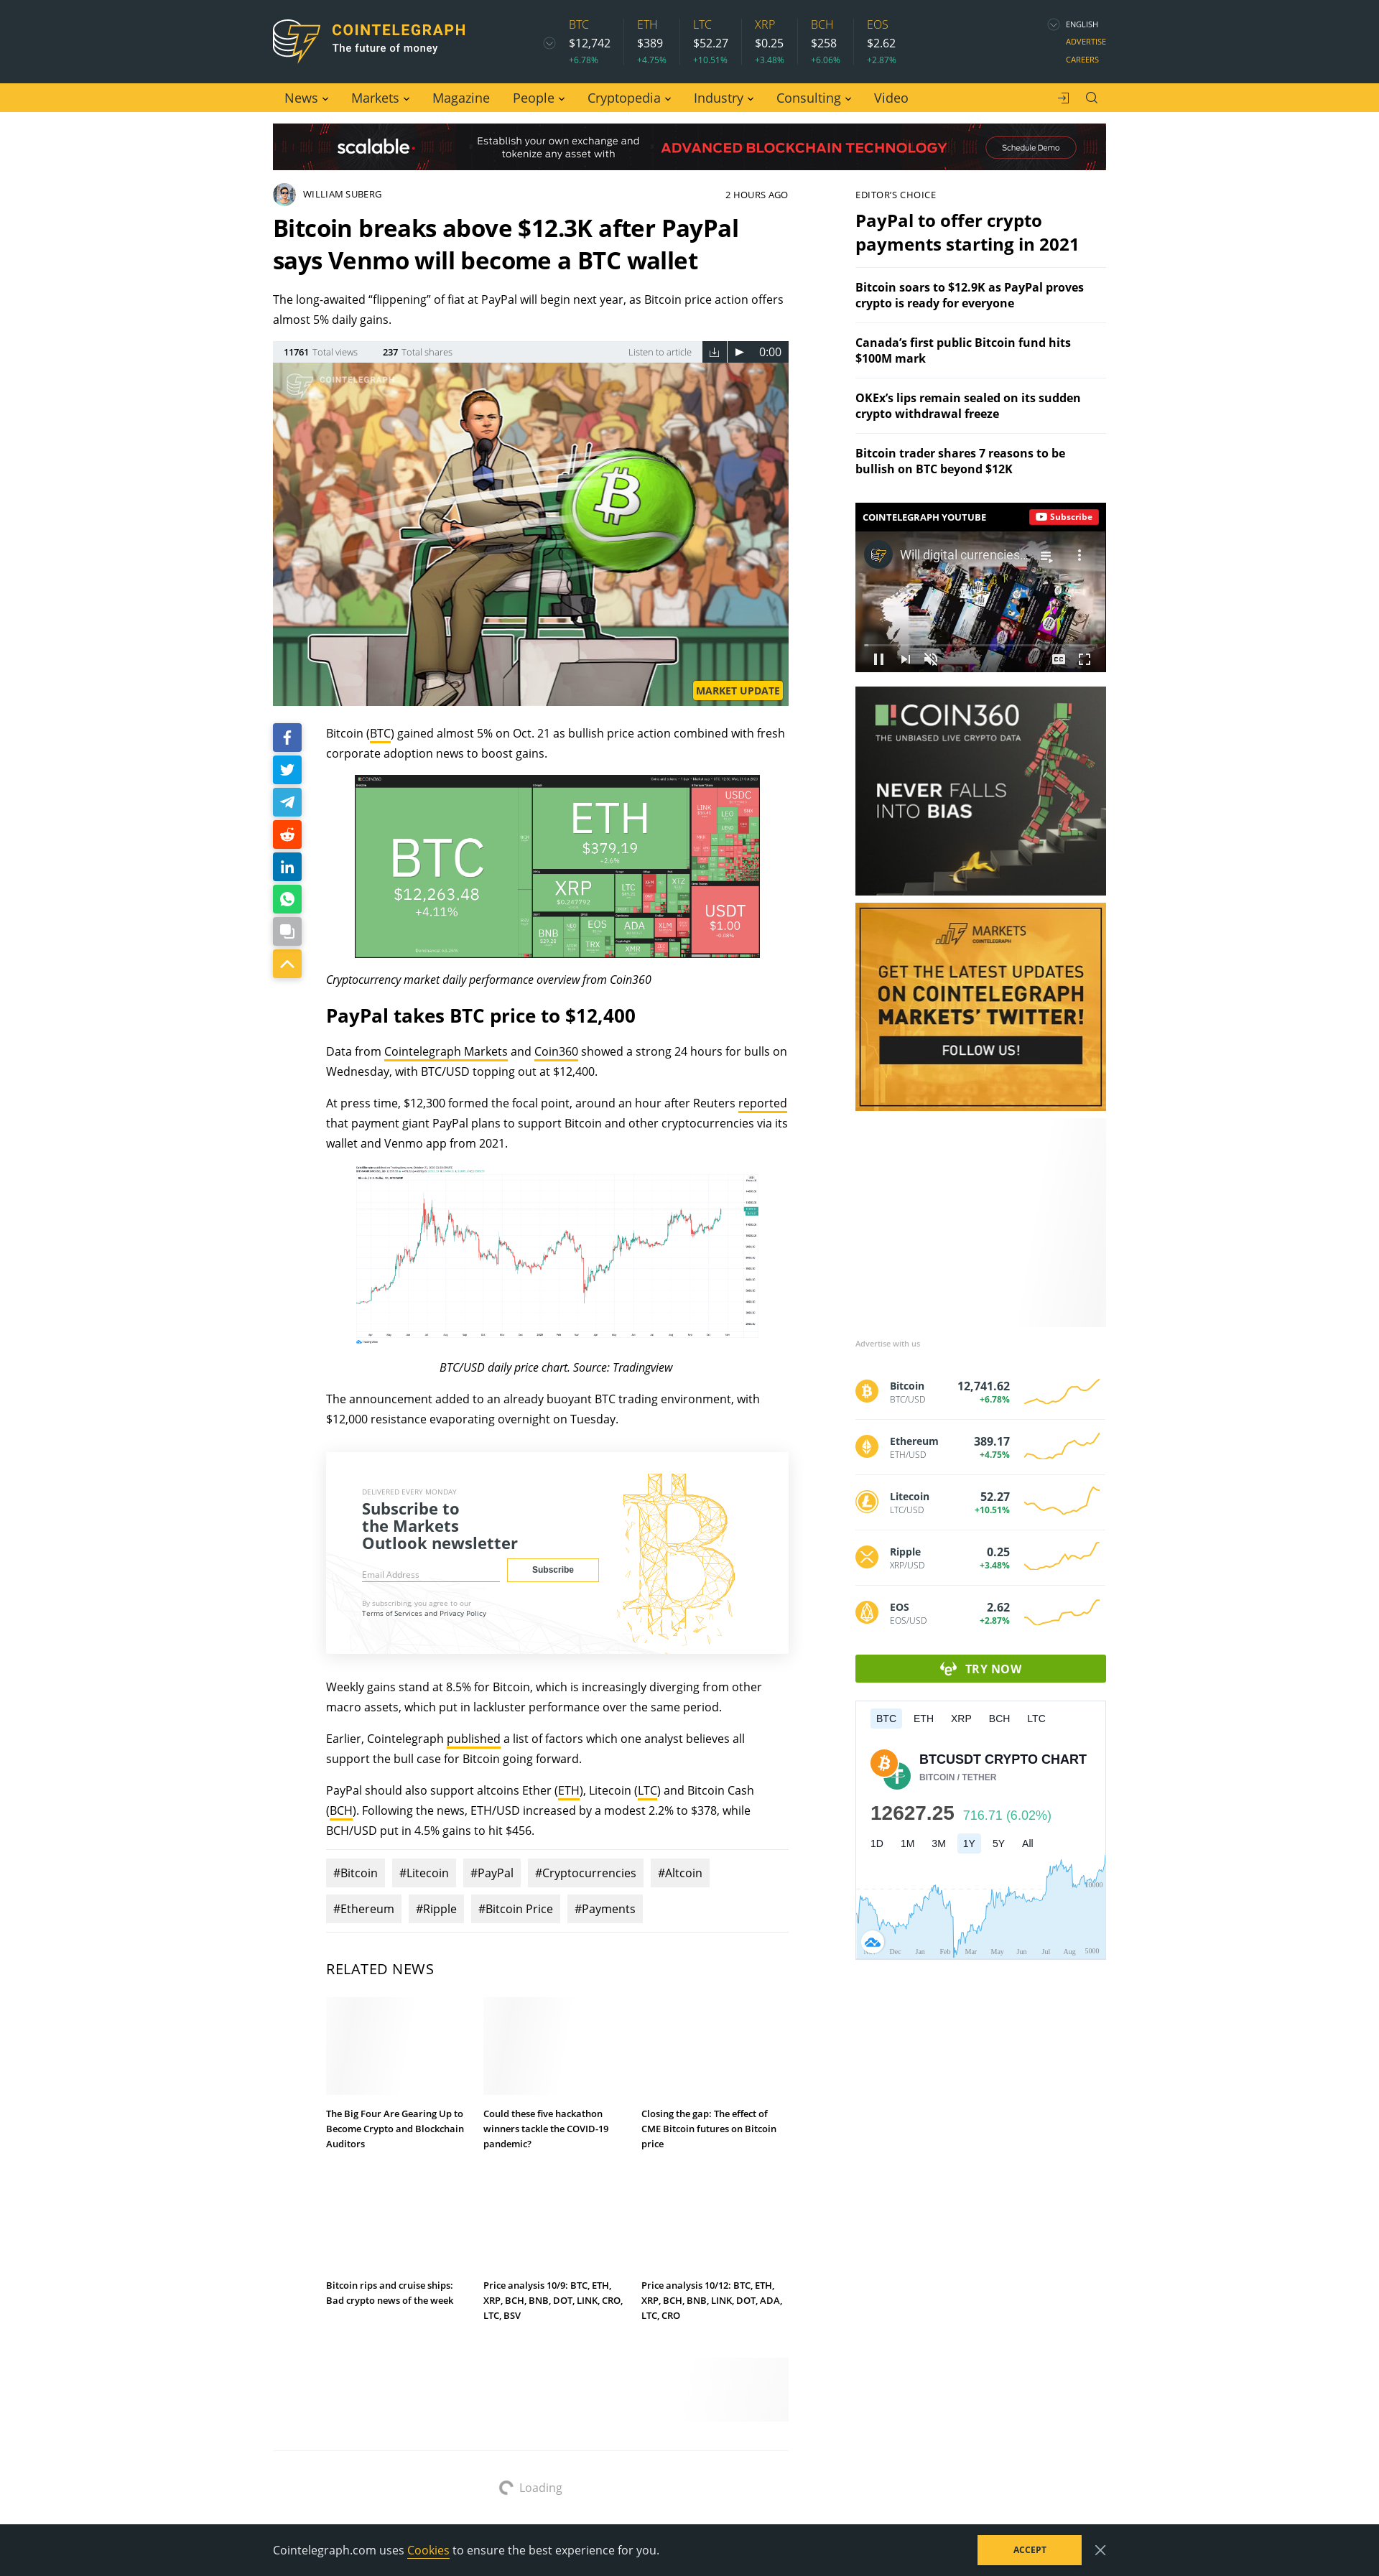 COINTELEGRAPH
The future of money
BTC
$12,742
+6.78%
ETH
$389
+4.75%
LTC
$52.27
+10.51%
XRP
$0.25
+3.48%
BCH
$258
+6.06%
EOS
$2.62
+2.87%
ENGLISH
ADVERTISE
CAREERS
News
Markets
Magazine
People
Cryptopedia
Industry
Consulting
Video
scalable
Establish your own exchange and
tokenize any asset with
ADVANCED BLOCKCHAIN TECHNOLOGY
Schedule Demo
WILLIAM SUBERG
2 HOURS AGO
Bitcoin breaks above $12.3K after PayPal
says Venmo will become a BTC wallet
The long-awaited “flippening” of fiat at PayPal will begin next year, as Bitcoin price action offers
almost 5% daily gains.
11761 Total views
237 Total shares
Listen to article
0:00
COINTELEGRAPH
MARKET UPDATE
Bitcoin (BTC) gained almost 5% on Oct. 21 as bullish price action combined with fresh
corporate adoption news to boost gains.
COIN360
BTC
$12,263.48
+4.11%
ETH
$379.19
+2.6%
XRP
$0.247792
BNB
$29.28
EOS
TRX
LTC
ADA
XMR
XLM
XTZ
LINK
USDC
LEO
USDT
$1.00
-0.08%
Cryptocurrency market daily performance overview from Coin360
PayPal takes BTC price to $12,400
Data from Cointelegraph Markets and Coin360 showed a strong 24 hours for bulls on
Wednesday, with BTC/USD topping out at $12,400.
At press time, $12,300 formed the focal point, around an hour after Reuters reported
that payment giant PayPal plans to support Bitcoin and other cryptocurrencies via its
wallet and Venmo app from 2021.
BTC/USD daily price chart. Source: Tradingview
The announcement added to an already buoyant BTC trading environment, with
$12,000 resistance evaporating overnight on Tuesday.
DELIVERED EVERY MONDAY
Subscribe to
the Markets
Outlook newsletter
Email Address
Subscribe
By subscribing, you agree to our
Terms of Services and Privacy Policy
Weekly gains stand at 8.5% for Bitcoin, which is increasingly diverging from other
macro assets, which put in lackluster performance over the same period.
Earlier, Cointelegraph published a list of factors which one analyst believes all
support the bull case for Bitcoin going forward.
PayPal should also support altcoins Ether (ETH), Litecoin (LTC) and Bitcoin Cash
(BCH). Following the news, ETH/USD increased by a modest 2.2% to $378, while
BCH/USD put in 4.5% gains to hit $456.
#Bitcoin
#Litecoin
#PayPal
#Cryptocurrencies
#Altcoin
#Ethereum
#Ripple
#Bitcoin Price
#Payments
RELATED NEWS
The Big Four Are Gearing Up to
Become Crypto and Blockchain
Auditors
Could these five hackathon
winners tackle the COVID-19
pandemic?
Closing the gap: The effect of
CME Bitcoin futures on Bitcoin
price
Bitcoin rips and cruise ships:
Bad crypto news of the week
Price analysis 10/9: BTC, ETH,
XRP, BCH, BNB, DOT, LINK, CRO,
LTC, BSV
Price analysis 10/12: BTC, ETH,
XRP, BCH, BNB, LINK, DOT, ADA,
LTC, CRO
Loading
EDITOR’S CHOICE
PayPal to offer crypto
payments starting in 2021
Bitcoin soars to $12.9K as PayPal proves
crypto is ready for everyone
Canada’s first public Bitcoin fund hits
$100M mark
OKEx’s lips remain sealed on its sudden
crypto withdrawal freeze
Bitcoin trader shares 7 reasons to be
bullish on BTC beyond $12K
COINTELEGRAPH YOUTUBE
Subscribe
Will digital currencies...
COIN360
THE UNBIASED LIVE CRYPTO DATA
NEVER FALLS
INTO BIAS
MARKETS
COINTELEGRAPH
GET THE LATEST UPDATES
ON COINTELEGRAPH
MARKETS’ TWITTER!
FOLLOW US!
Advertise with us
Bitcoin
BTC/USD
12,741.62
+6.78%
Ethereum
ETH/USD
389.17
+4.75%
Litecoin
LTC/USD
52.27
+10.51%
Ripple
XRP/USD
0.25
+3.48%
EOS
EOS/USD
2.62
+2.87%
TRY NOW
BTC
ETH
XRP
BCH
LTC
BTCUSDT CRYPTO CHART
BITCOIN / TETHER
12627.25 716.71 (6.02%)
1D
1M
3M
1Y
5Y
All
10000
Dec
Jan
Feb
Mar
May
Jun
Jul
Aug
5000
Cointelegraph.com uses Cookies to ensure the best experience for you.
ACCEPT